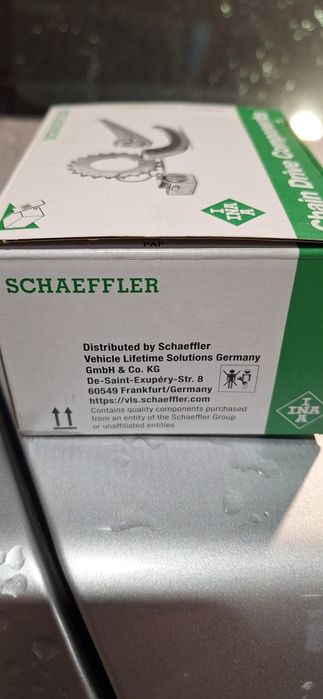 SCHAEFFLER
INA
Chain Drive Components
PAP
SCHAEFFLER
Distributed by Schaeffler
Vehicle Lifetime Solutions Germany
GmbH & Co. KG
De-Saint-Exupéry-Str. 8
60549 Frankfurt/Germany
https://vls.schaeffler.com
Contains quality components purchased
from an entity of the Schaeffler Group
or unaffiliated entities
INA